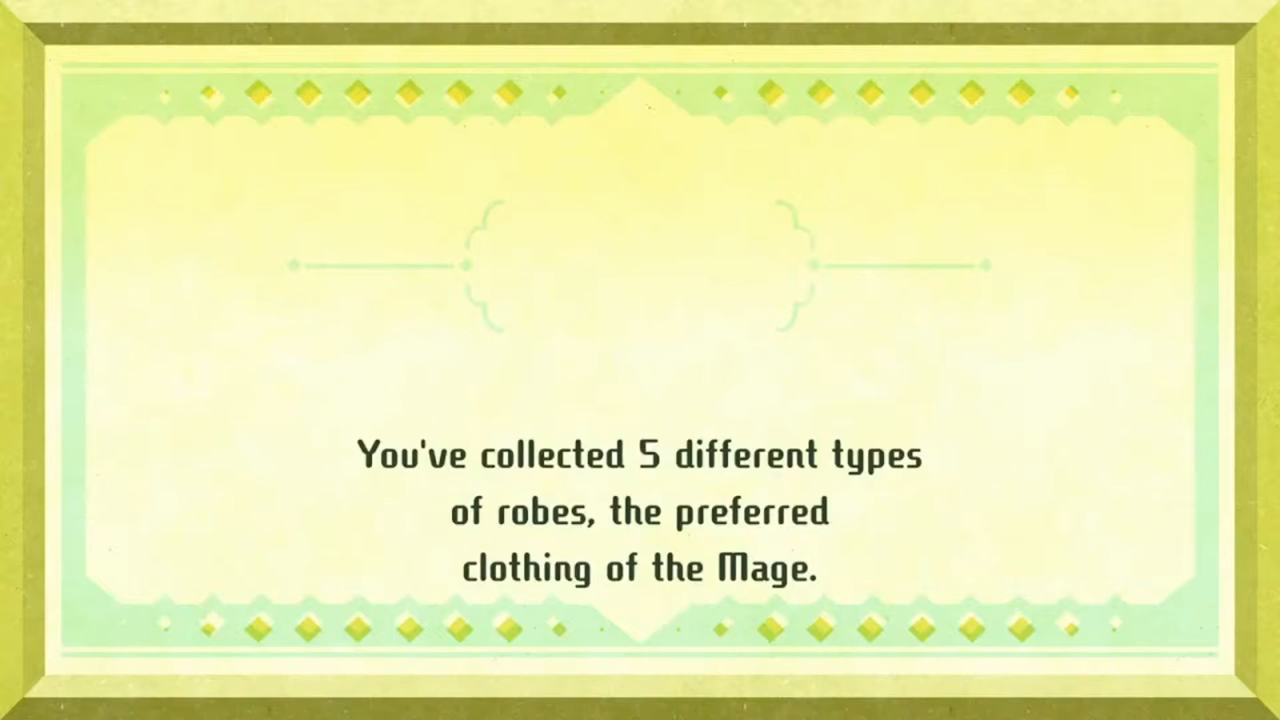 You've collected 5 different types
of robes, the preferred
clothing of the Mage.